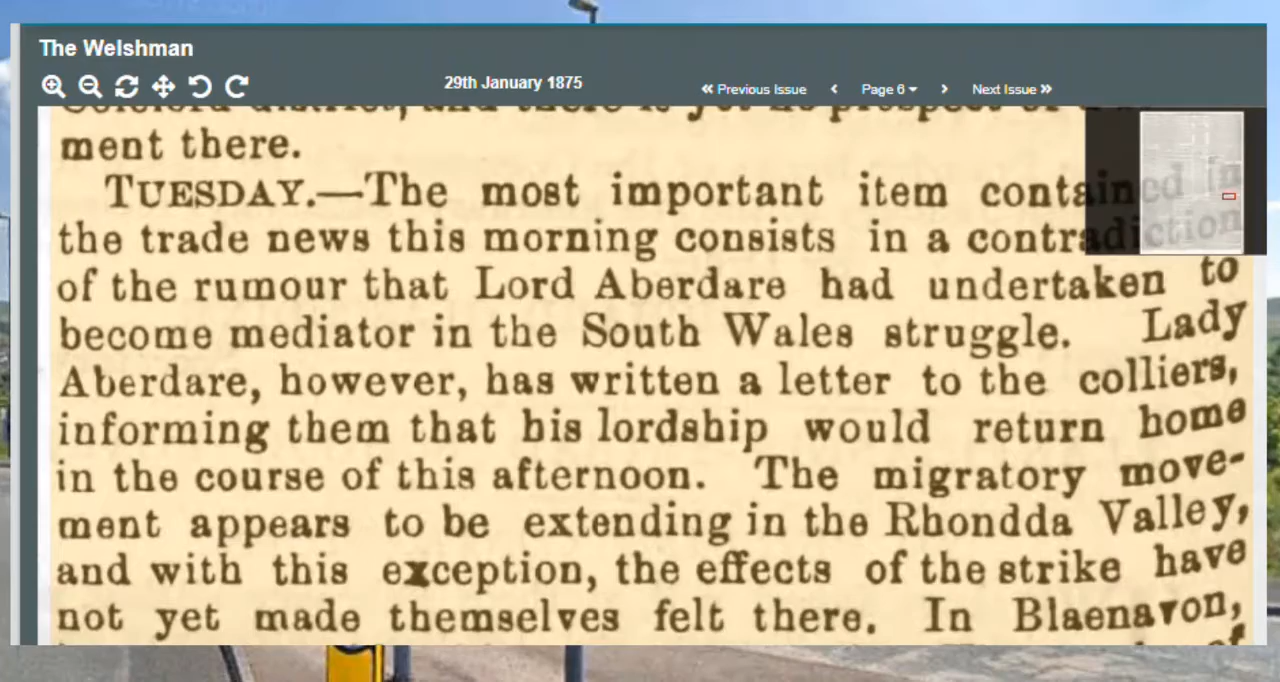 The Welshman
29th January 1875
Previous Issue
Page 6
Next Issue
ment there.
TUESDAY.—The most important item contained in
the trade news this morning consists in a contradiction
of the rumour that Lord Aberdare had undertaken to
become mediator in the South Wales struggle. Lady
Aberdare, however, has written a letter to the colliers,
informing them that his lordship would return home
in the course of this afternoon. The migratory move-
ment appears to be extending in the Rhondda Valley,
and with this exception, the effects of the strike have
not yet made themselves felt there. In Blaenavon,